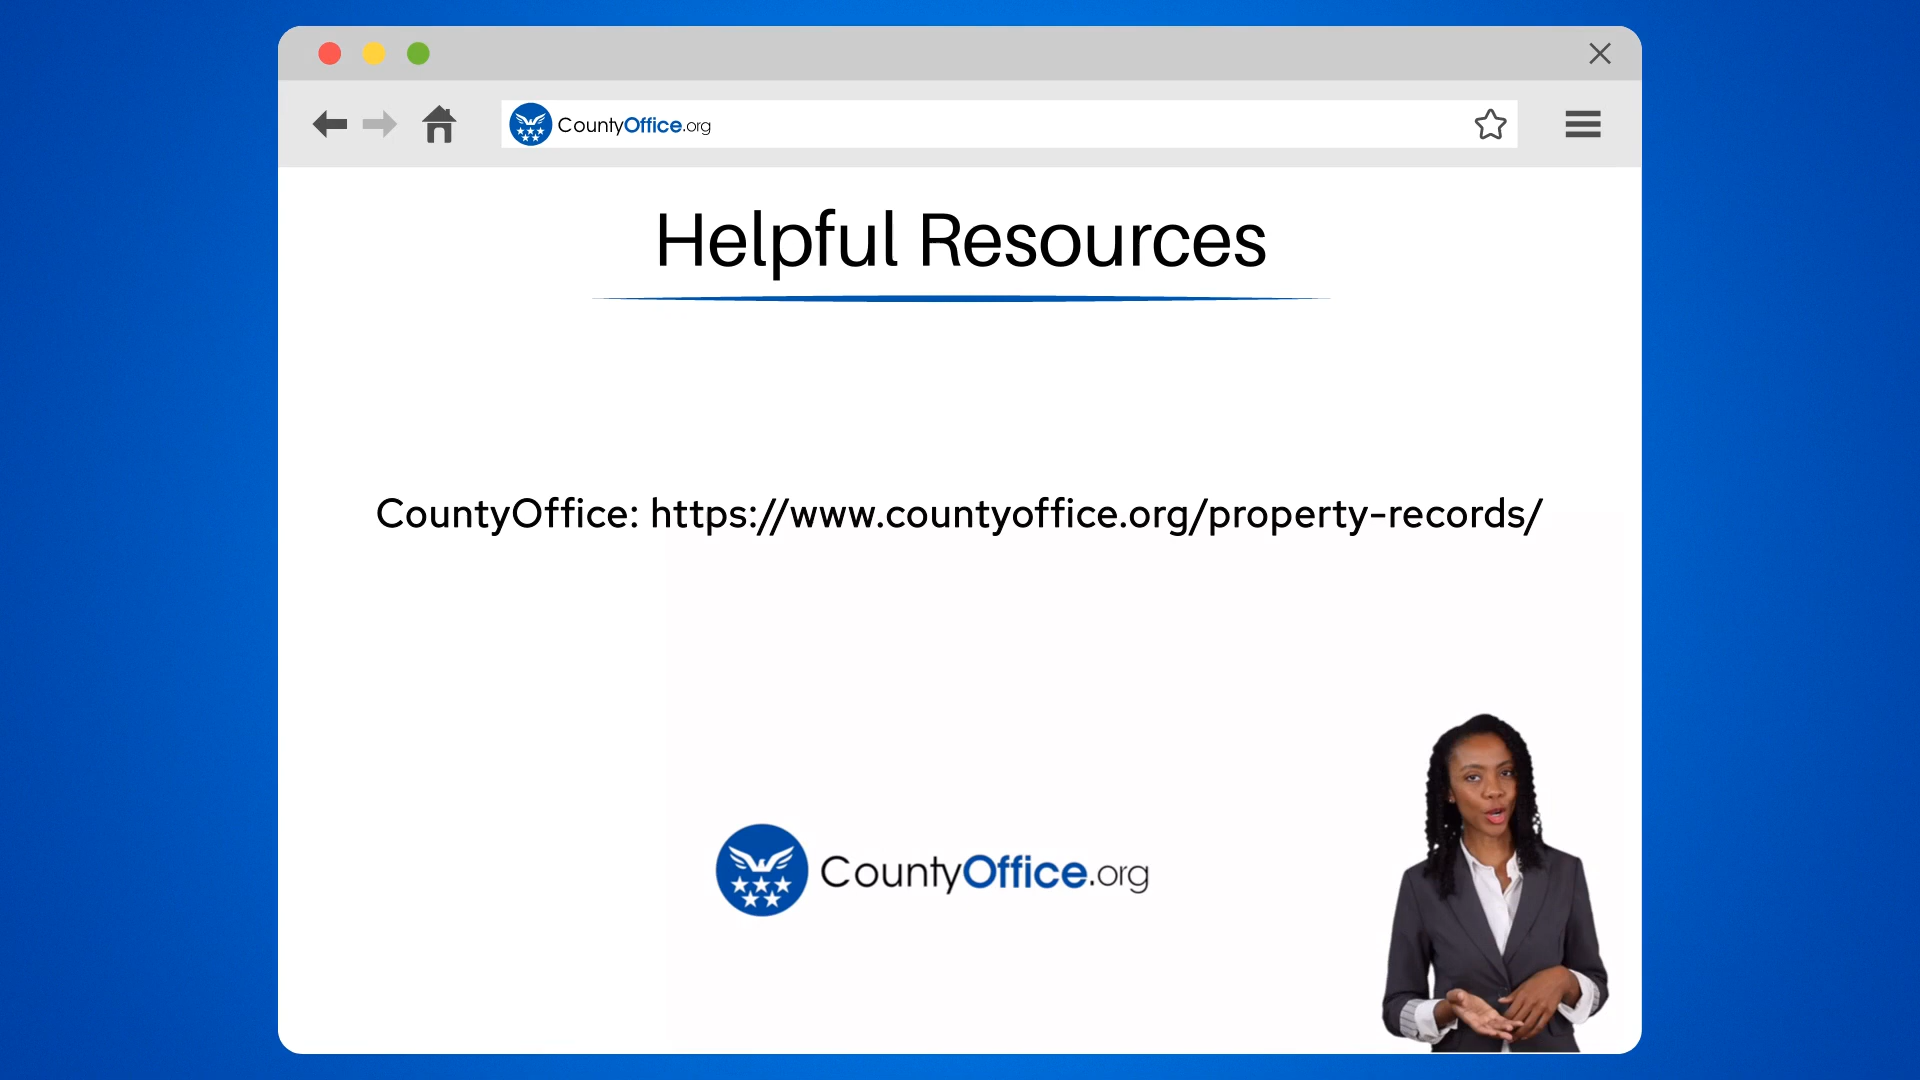 CountyOffice.org
Helpful Resources
CountyOffice: https://www.countyoffice.org/property-records/
CountyOffice.org